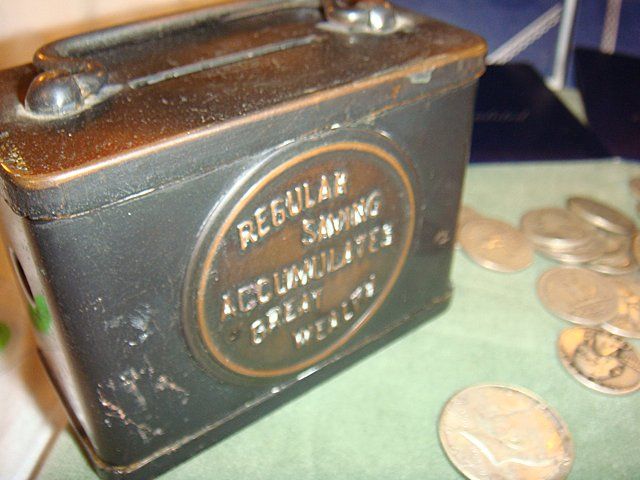 REGULAR
SAVING
ACCUMULATES
GREAT
WEALTH